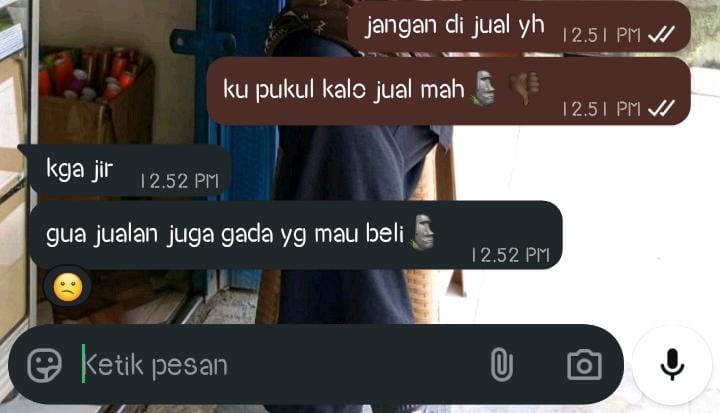 jangan di jual yh 12.51 PM
ku pukul kalo jual mah🗿👎🏿 12.51 PM
kga jir 12.52 PM
gua jualan juga gada yg mau beli🗿 12.52 PM
Ketik pesan